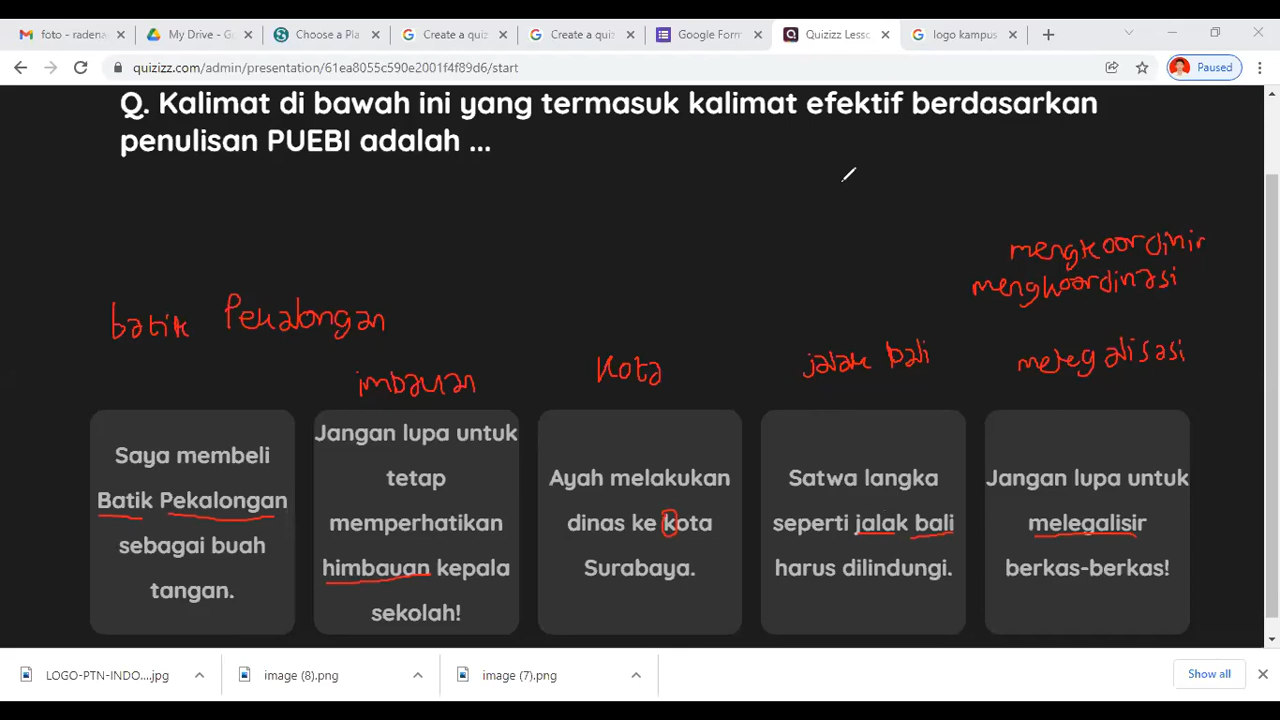 foto - radena
My Drive - G
Choose a Pla
Create a quiz
Create a quiz
Google Form
Quizizz Lesso
logo kampus
quizizz.com/admin/presentation/61ea8055c590e2001f4f89d6/start
Paused
Q. Kalimat di bawah ini yang termasuk kalimat efektif berdasarkan
penulisan PUEBI adalah ...
mengkoordinir
mengkoordinasi
batik Pekalongan
imbauan
Kota
jalak bali
melegalisasi
Saya membeli
Batik Pekalongan
sebagai buah
tangan.
Jangan lupa untuk
tetap
memperhatikan
himbauan kepala
sekolah!
Ayah melakukan
dinas ke kota
Surabaya.
Satwa langka
seperti jalak bali
harus dilindungi.
Jangan lupa untuk
melegalisir
berkas-berkas!
LOGO-PTN-INDO....jpg
image (8).png
image (7).png
Show all